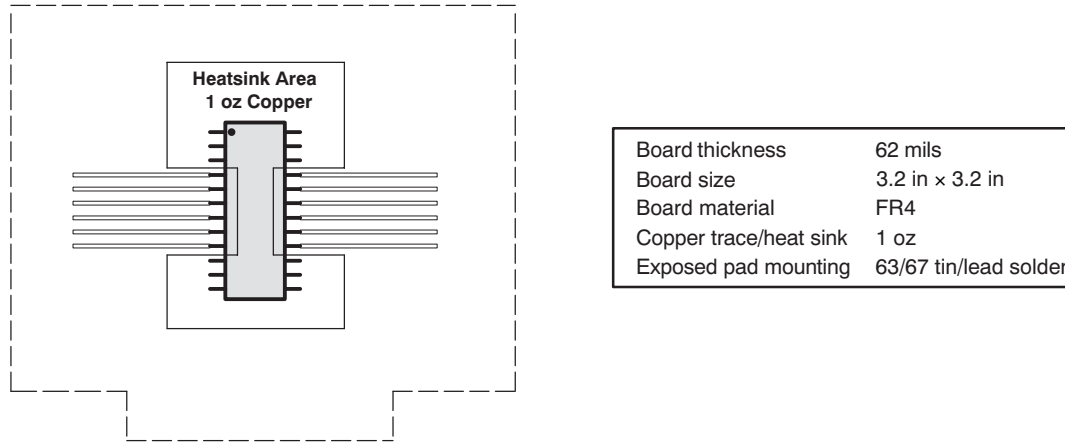 Heatsink Area
1 oz Copper
Board thickness 62 mils
Board size 3.2 in × 3.2 in
Board material FR4
Copper trace/heat sink 1 oz
Exposed pad mounting 63/67 tin/lead solder